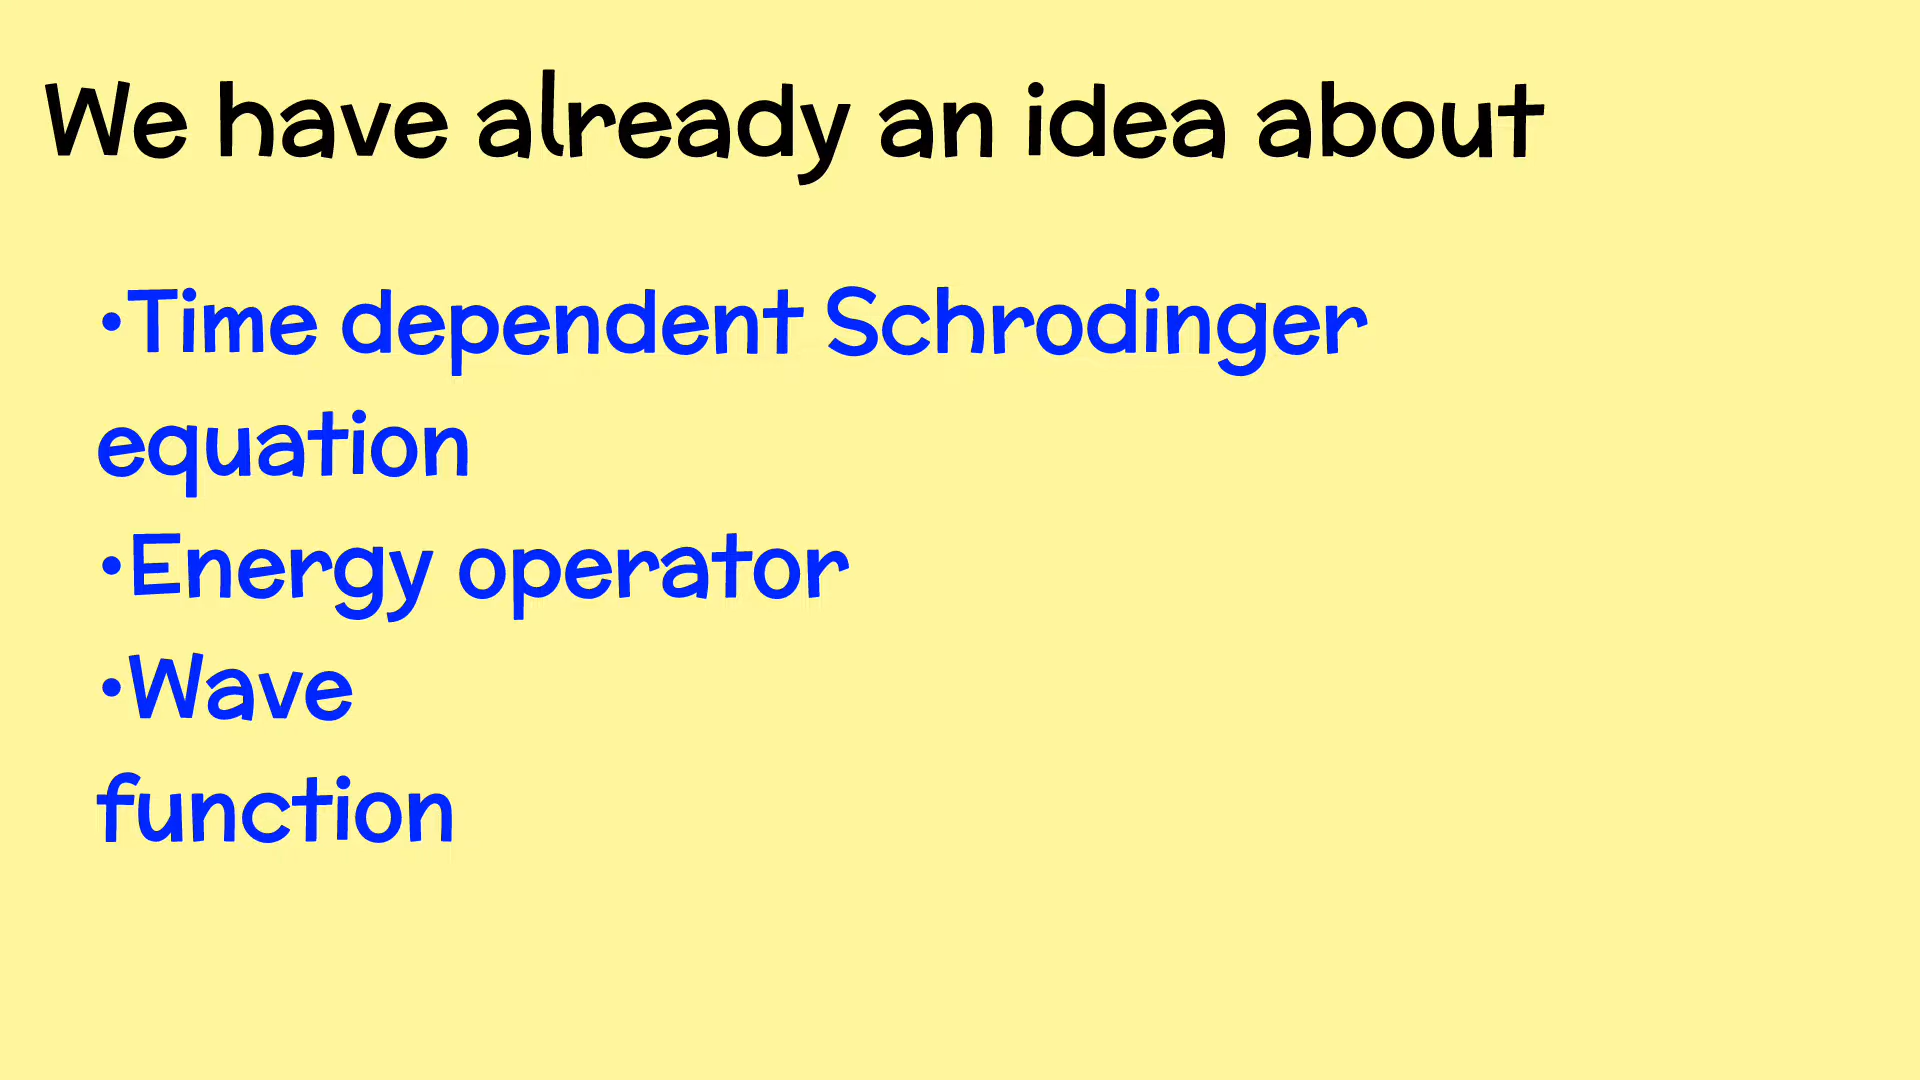 We have already an idea about
•Time dependent Schrodinger
equation
•Energy operator
•Wave
function